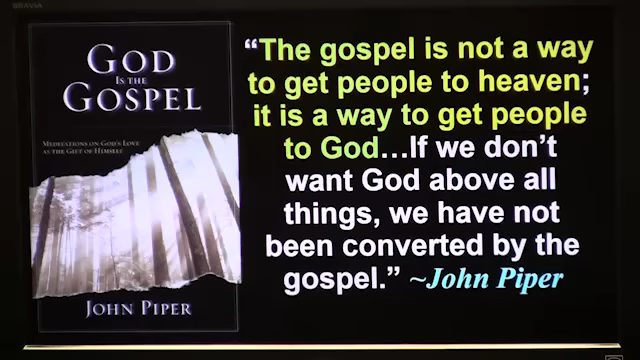 BRAVIA
GOD
IS THE
GOSPEL
MEDITATIONS ON GOD'S LOVE
AS THE GIFT OF HIMSELF
JOHN PIPER
“The gospel is not a way
to get people to heaven;
it is a way to get people
to God…If we don’t
want God above all
things, we have not
been converted by the
gospel.” ~John Piper